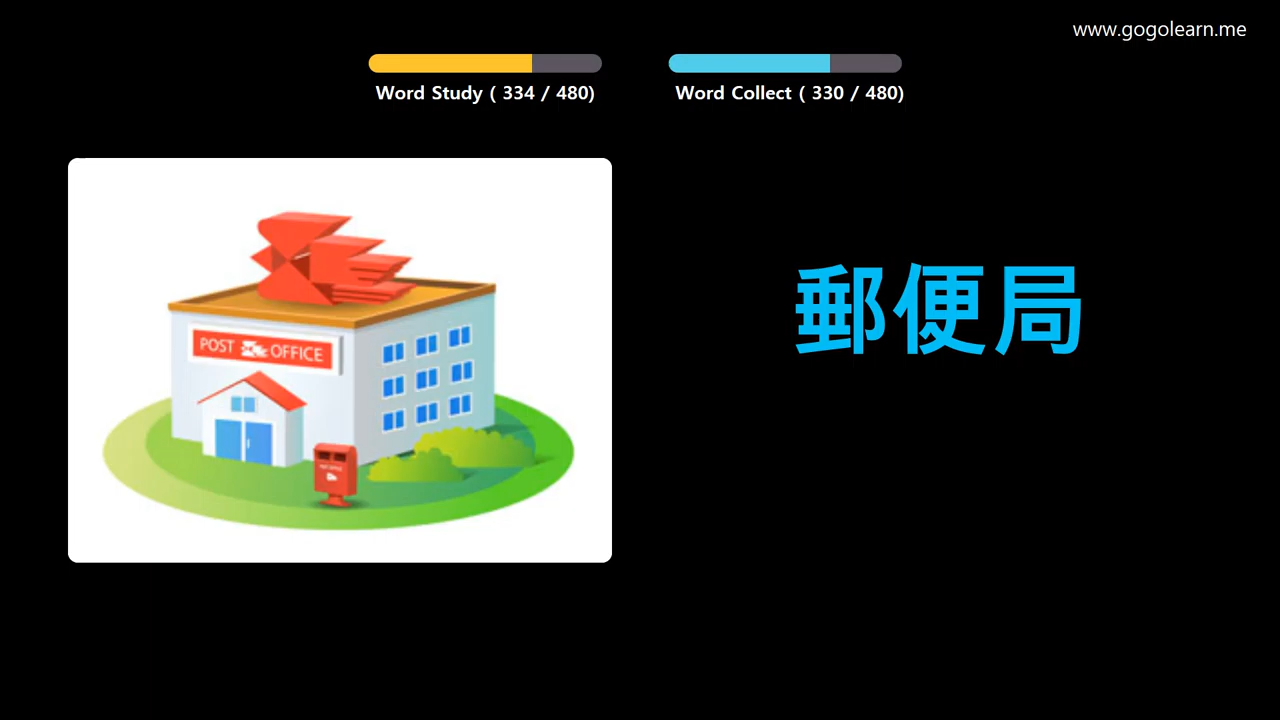 www.gogolearn.me
Word Study ( 334 / 480)
Word Collect ( 330 / 480)
POST OFFICE
郵便局